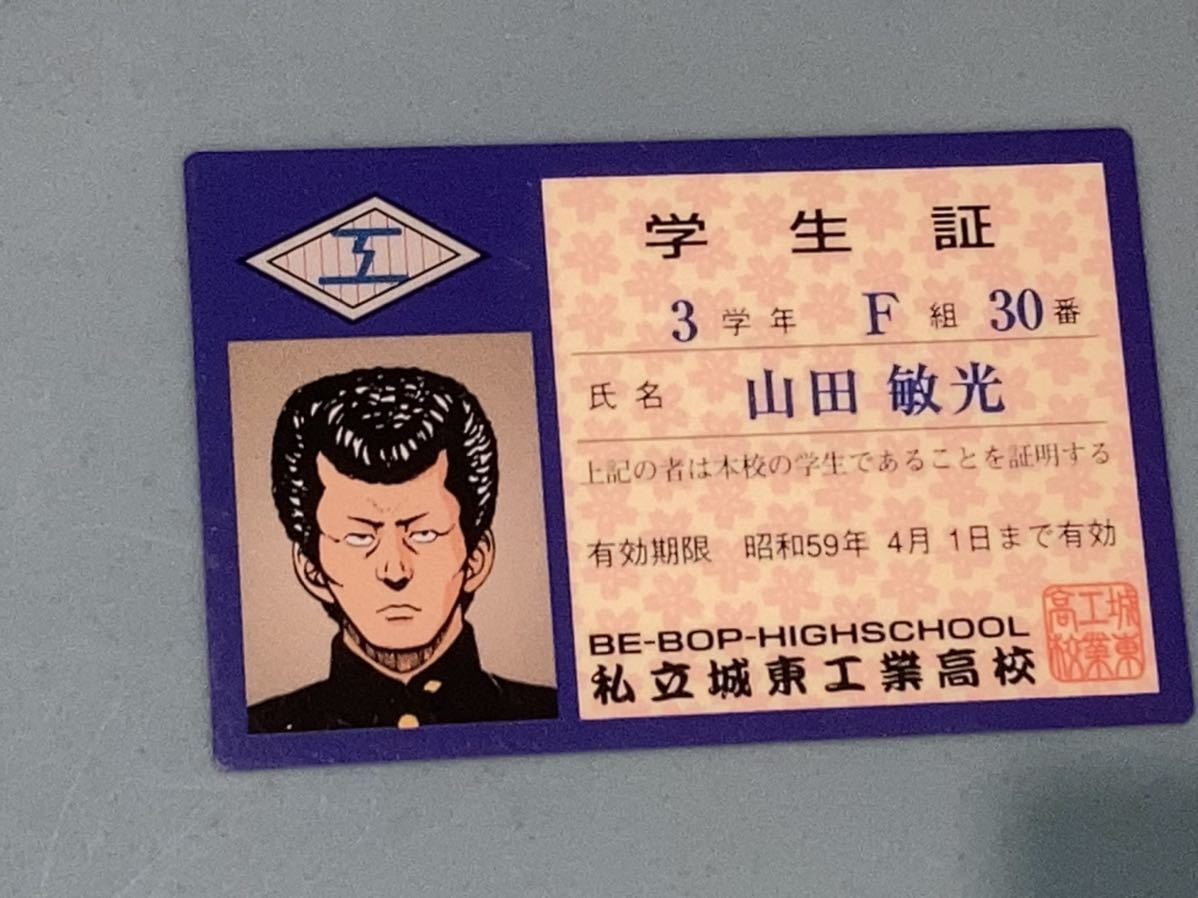 工
学生証
3学年 F組 30番
氏名 山田 敏光
上記の者は本校の学生であることを証明する
有効期限 昭和59年 4月 1日まで有効
BE-BOP-HIGHSCHOOL
私立城東工業高校
城東工業高校